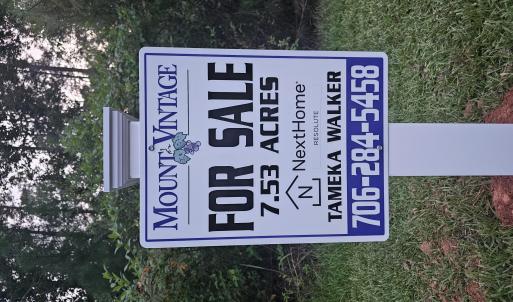 MOUNT VINTAGE
FOR SALE
7.53 ACRES
N
NextHome
RESOLUTE
TAMEKA WALKER
706-284-5458